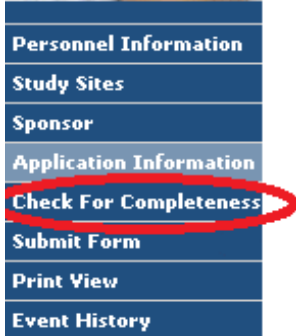 Personnel Information
Study Sites
Sponsor
Application Information
Check For Completeness
Submit Form
Print View
Event History